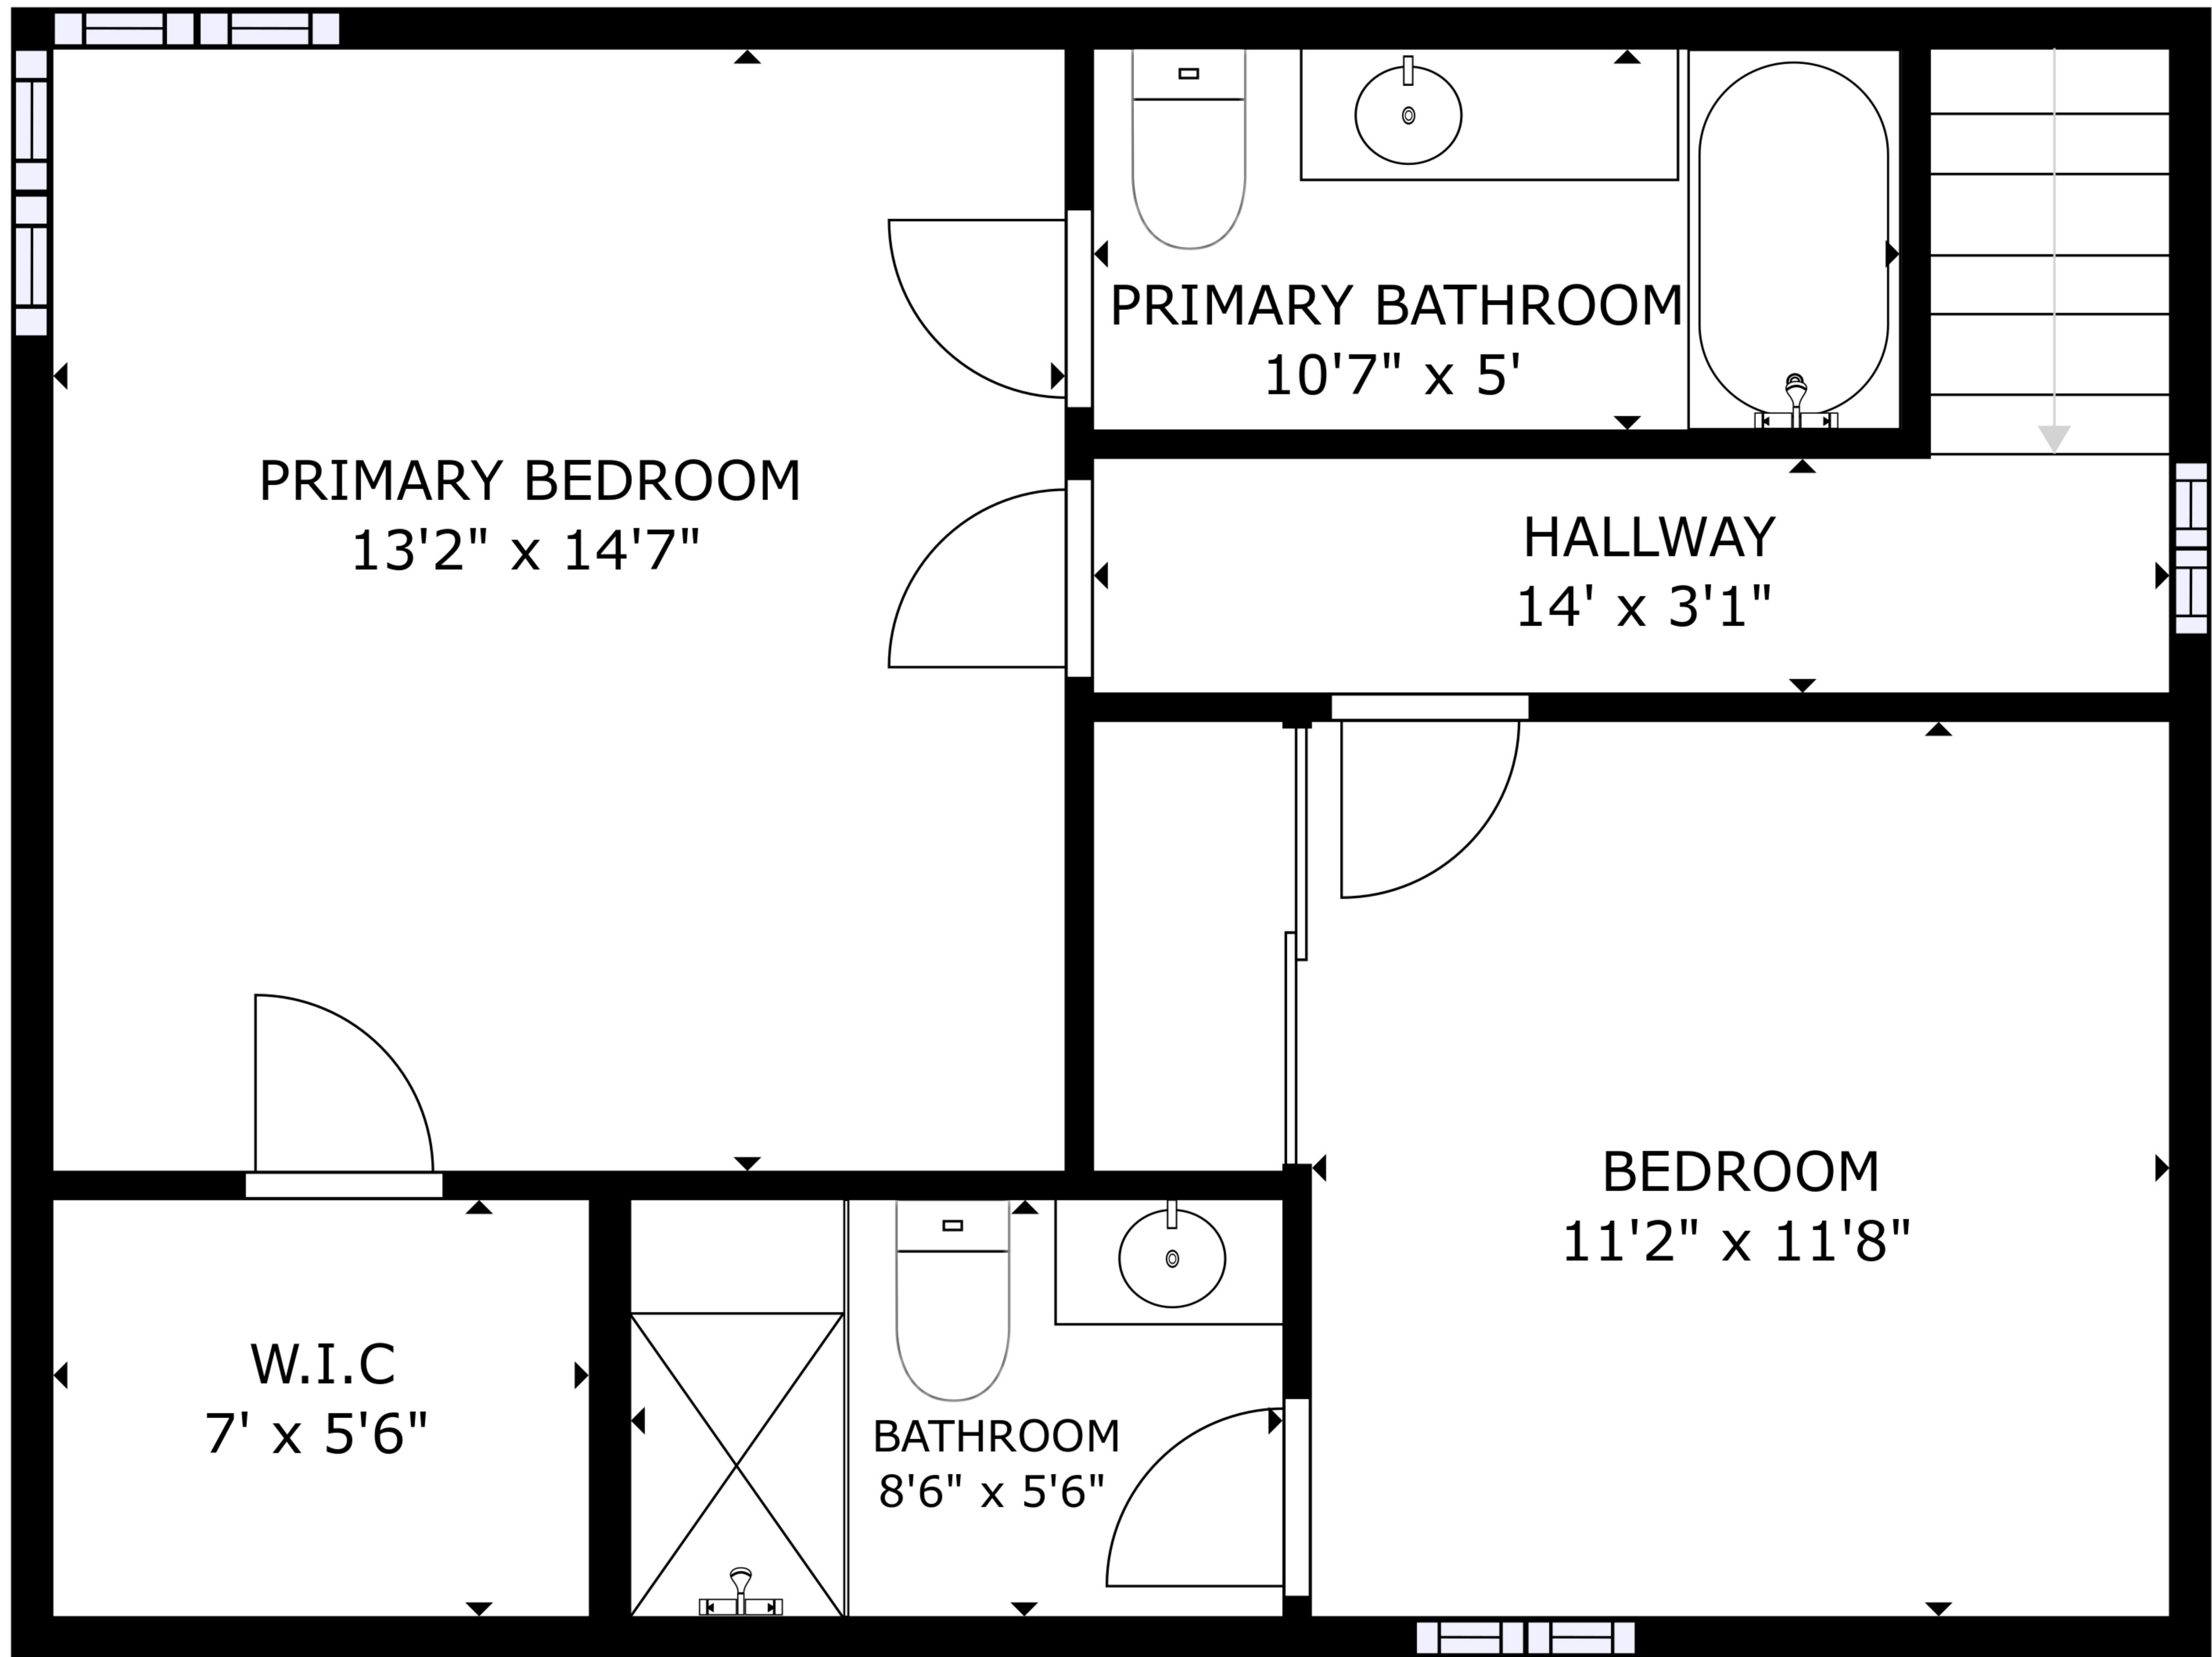 PRIMARY BATHROOM
10'7" x 5'
PRIMARY BEDROOM
13'2" x 14'7"
HALLWAY
14' x 3'1"
BEDROOM
11'2" x 11'8"
W.I.C
7' x 5'6"
BATHROOM
8'6" x 5'6"